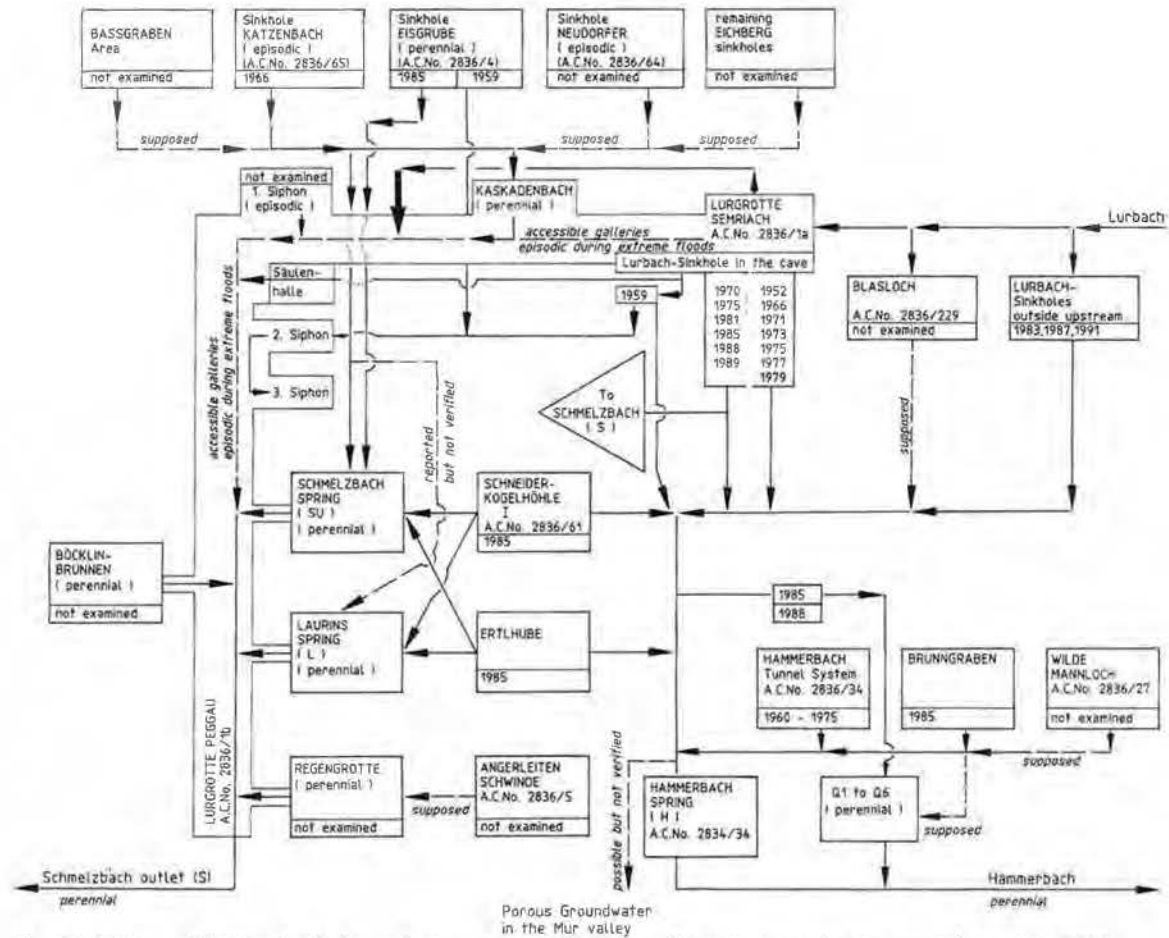 BASSGRABEN
Area
not examined
Sinkhole
KATZENBACH
( episodic )
(A.C.No. 2836/65)
1966
Sinkhole
EISGRUBE
( perennial )
(A.C.No. 2836/4)
1985
1959
Sinkhole
NEUDORFER
( episodic )
(A.C.No. 2836/64)
not examined
remaining
EICHBERG
sinkholes
not examined
supposed
supposed
supposed
not examined
1. Siphon
( episodic )
KASKADENBACH
( perennial )
LURGROTTE
SEMRIACH
A.C.No. 2836/1a
Lurbach-Sinkhole in the cave
Lurbach
accessible galleries
episodic during extreme floods
Säulen-
halle
1959
1970 1952
1975 1966
1981 1971
1985 1973
1988 1975
1989 1977
1979
BLASLOCH
A.C.No. 2836/229
not examined
LURBACH-
Sinkholes
outside upstream
1983,1987,1991
2. Siphon
3. Siphon
accessible galleries
episodic during extreme floods
To
SCHMELZBACH
( S )
supposed
reported
but not verified
SCHMELZBACH
SPRING
( SU )
( perennial )
SCHNEIDER-
KOGELHÖHLE
I
A.C.No. 2836/61
1985
BÖCKLIN-
BRUNNEN
( perennial )
not examined
LAURINS
SPRING
( L )
( perennial )
ERTLHUBE
1985
1985
1988
HAMMERBACH
Tunnel System
A.C.No. 2836/34
1960 - 1975
BRUNNGRABEN
1985
WILDE
MANNLOCH
A.C.No. 2836/27
not examined
supposed
LURGROTTE PEGGAU
A.C.No. 2836/1b
REGENGROTTE
( perennial )
not examined
supposed
ANGERLEITEN
SCHWINDE
A.C.No. 2836/5
not examined
possible but not verified
HAMMERBACH
SPRING
( H )
A.C.No. 2834/34
Q1 to Q6
( perennial )
supposed
Schmelzbach outlet (S)
perennial
Hammerbach
perennial
Porous Groundwater
in the Mur valley